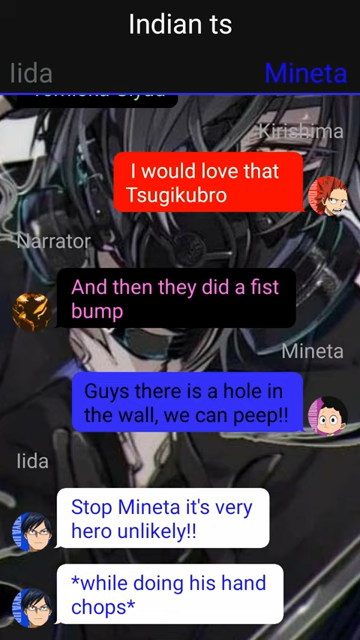 Indian ts
Iida
Mineta
Kirishima
I would love that
Tsugikubro
Narrator
And then they did a fist
bump
Mineta
Guys there is a hole in
the wall, we can peep!!
Iida
Stop Mineta it's very
hero unlikely!!
*while doing his hand
chops*